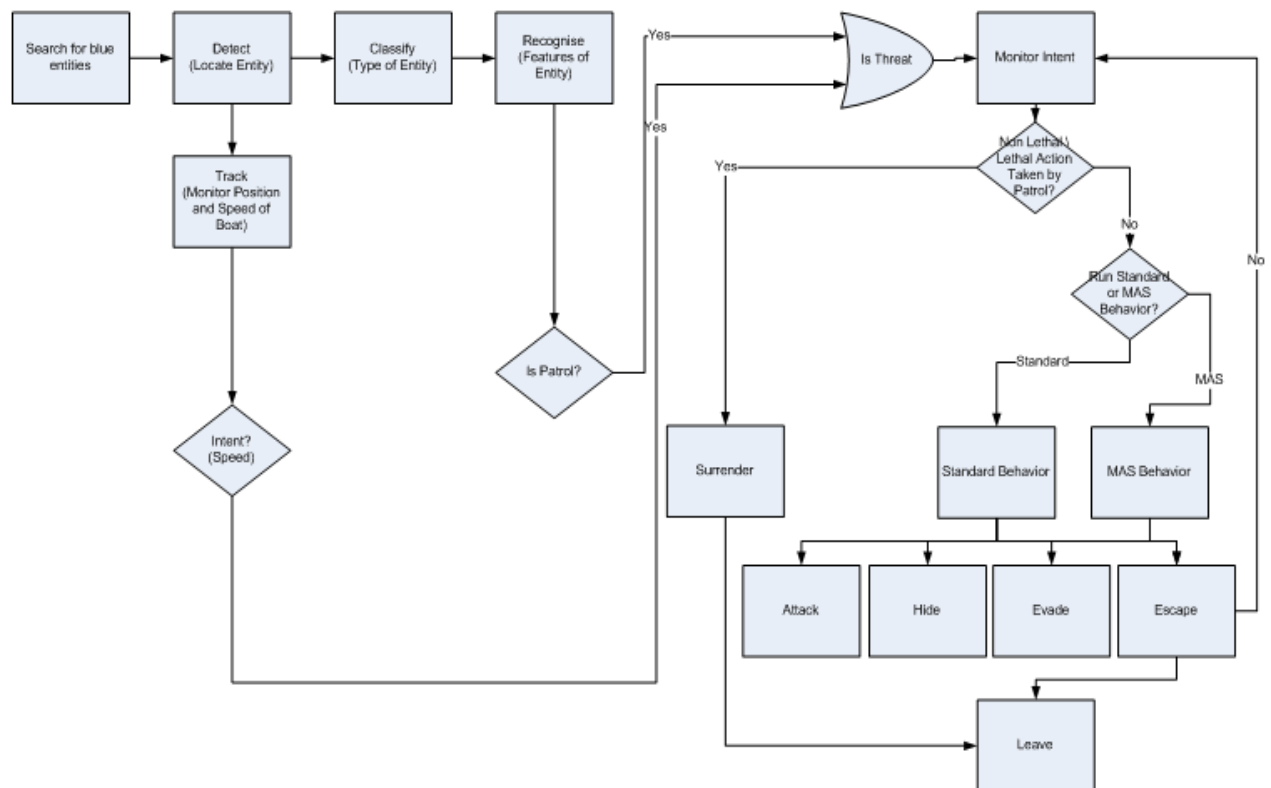 Search for blue
entities
Detect
(Locate Entity)
Classify
(Type of Entity)
Recognise
(Features of
Entity)
Yes
Is Threat
Monitor Intent
Yes
Track
(Monitor Position
and Speed of
Boat)
Non Lethal\
Lethal Action
Taken by
Patrol?
Yes
No
Run Standard
or MAS
Behavior?
No
Is Patrol?
Standard
MAS
Intent?
(Speed)
Surrender
Standard Behavior
MAS Behavior
Attack
Hide
Evade
Escape
Leave